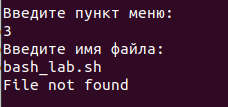 Введите пункт меню:
3
Введите имя файла:
bash_lab.sh
File not found